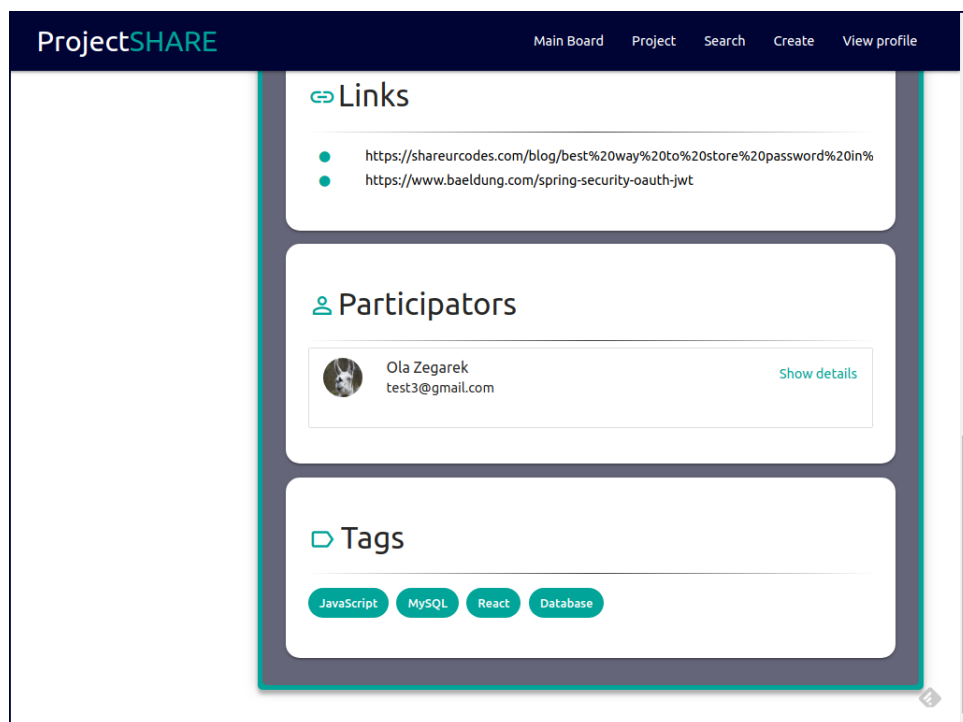 ProjectSHARE
Main Board Project Search Create View profile
Links
https://shareurcodes.com/blog/best%20way%20to%20store%20password%20in%
https://www.baeldung.com/spring-security-oauth-jwt
Participators
Ola Zegarek
test3@gmail.com
Show details
Tags
JavaScript MySQL React Database